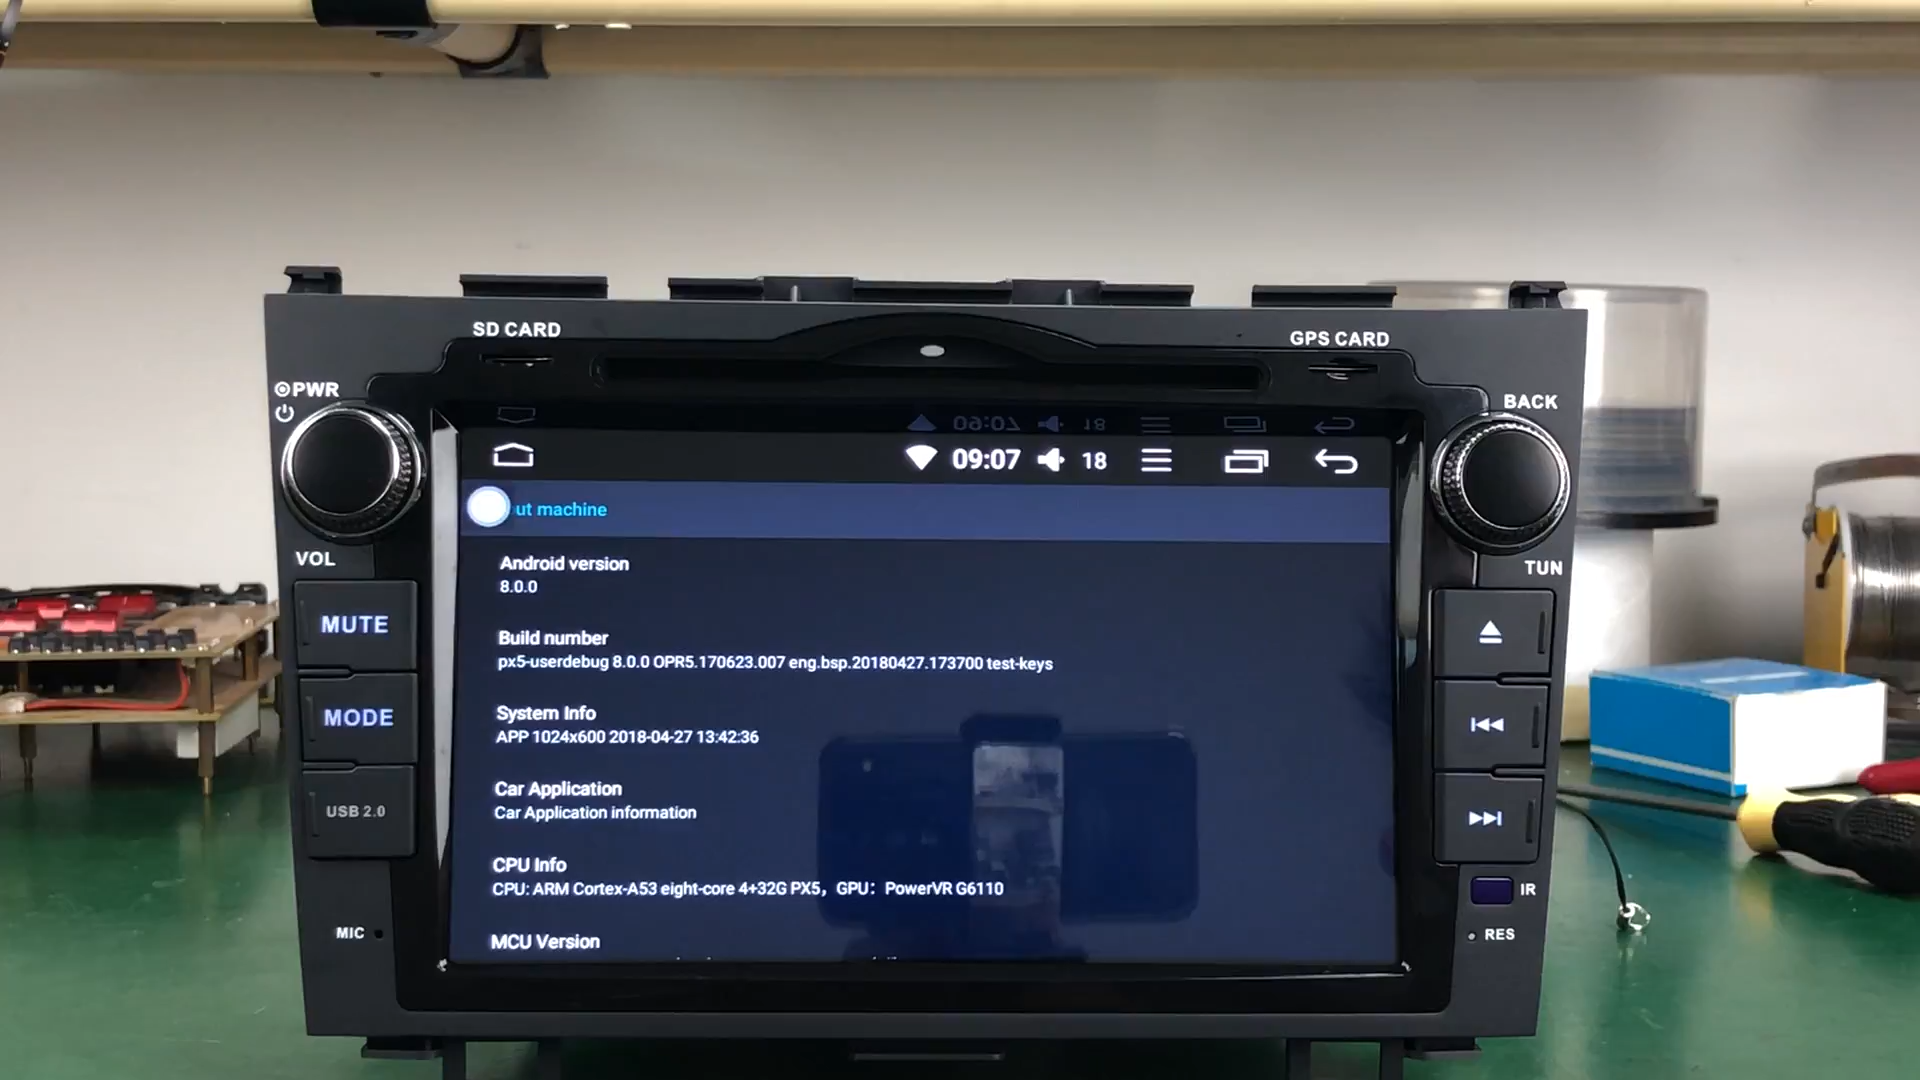 SD CARD
GPS CARD
PWR
BACK
09:07
18
ut machine
VOL
TUN
Android version
8.0.0
MUTE
Build number
px5-userdebug 8.0.0 OPR5.170623.007 eng.bsp.20180427.173700 test-keys
MODE
System Info
APP 1024x600 2018-04-27 13:42:36
USB 2.0
Car Application
Car Application information
CPU Info
CPU: ARM Cortex-A53 eight-core 4+32G PX5, GPU: PowerVR G6110
IR
MIC
MCU Version
RES